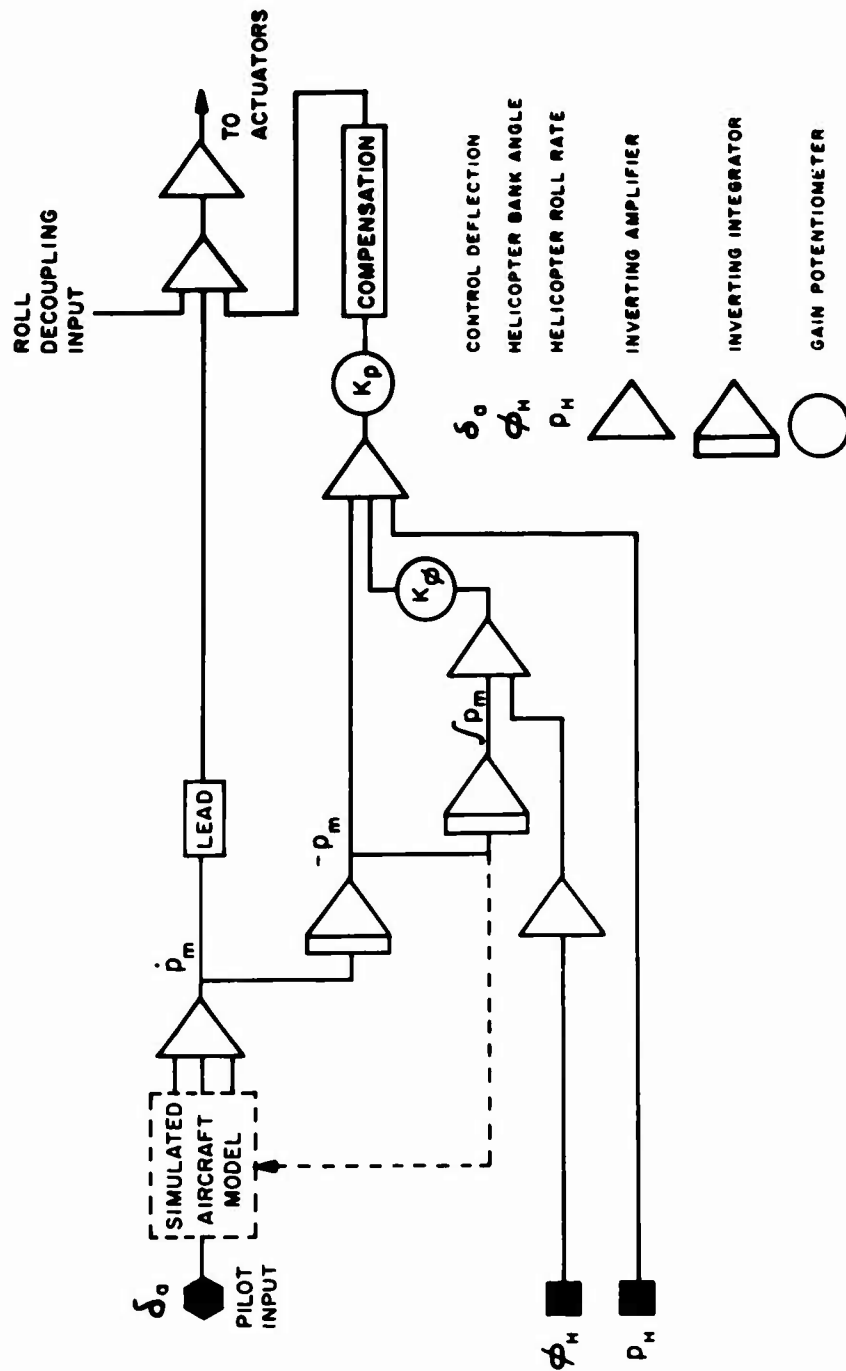 ROLL
DECOUPLING
INPUT
TO
ACTUATORS
LEAD
ṗm
SIMULATED
AIRCRAFT
MODEL
δa
PILOT
INPUT
-pm
∫pm
Kφ
Kp
COMPENSATION
φH
pH
δa CONTROL DEFLECTION
φH HELICOPTER BANK ANGLE
pH HELICOPTER ROLL RATE
INVERTING AMPLIFIER
INVERTING INTEGRATOR
GAIN POTENTIOMETER